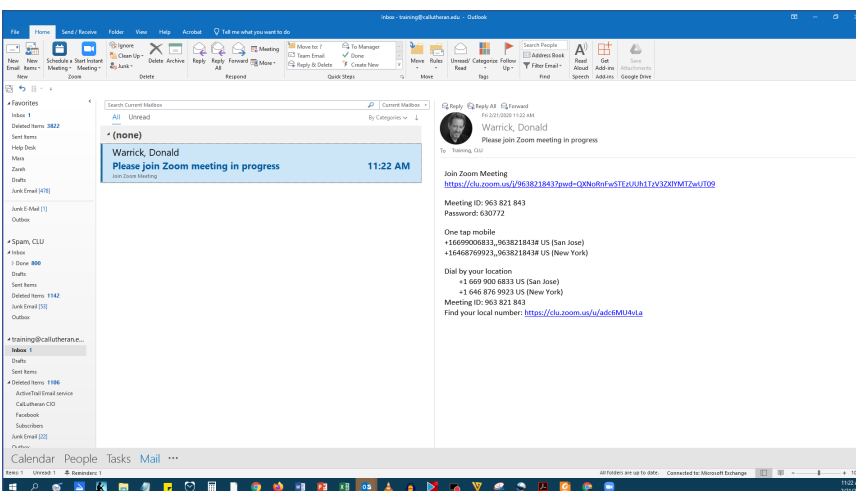 Inbox - training@callutheran.edu - Outlook
File Home Send / Receive Folder View Help Acrobat Tell me what you want to do
New Email
New Items
Schedule a Meeting
Start Instant Meeting
Ignore
Clean Up
Junk
Delete Archive
Reply Reply All Forward
Meeting
More
Move to: ?
Team Email
Reply & Delete
To Manager
Done
Create New
Move Rules
Unread/ Read
Categorize Follow Up
Search People
Address Book
Filter Email
Read Aloud
Get Add-ins
Save Attachments
New Zoom Delete Respond Quick Steps Move Tags Find Speech Add-ins Google Drive
Favorites
Inbox 1
Deleted Items 3822
Sent Items
Help Desk
Mara
Zareh
Drafts
Junk Email [478]
Junk E-Mail [1]
Outbox
Spam, CLU
Inbox
Done 800
Drafts
Sent Items
Deleted Items 1142
Junk Email [53]
Outbox
training@callutheran.e...
Inbox 1
Drafts
Sent Items
Deleted Items 1106
ActiveTrail Email service
CalLutheran CIO
Facebook
Subscribers
Junk Email [22]
Outbox
Search Current Mailbox Current Mailbox
All Unread By Categories
(none)
Warrick, Donald
Please join Zoom meeting in progress 11:22 AM
Join Zoom Meeting
Reply Reply All Forward
Fri 2/21/2020 11:22 AM
Warrick, Donald
Please join Zoom meeting in progress
To Training, CLU
Join Zoom Meeting
https://clu.zoom.us/j/963821843?pwd=QXNoRnFwSTEzUUh1TzV3ZXlYMTZwUT09
Meeting ID: 963 821 843
Password: 630772
One tap mobile
+16699006833,,963821843# US (San Jose)
+16468769923,,963821843# US (New York)
Dial by your location
+1 669 900 6833 US (San Jose)
+1 646 876 9923 US (New York)
Meeting ID: 963 821 843
Find your local number: https://clu.zoom.us/u/adc6MU4vLa
Calendar People Tasks Mail ...
Items: 1 Unread: 1 Reminders: 1 All folders are up to date. Connected to: Microsoft Exchange